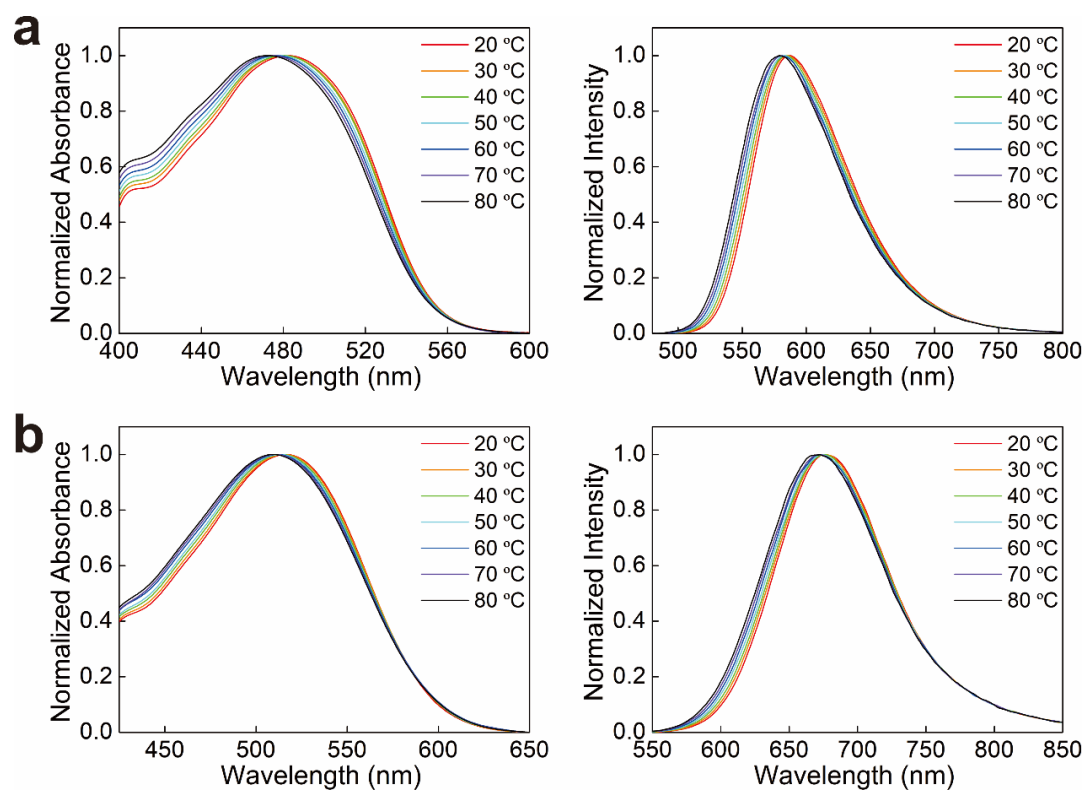 a
Normalized Absorbance
1.0
0.8
0.6
0.4
0.2
0.0
400 440 480 520 560 600
Wavelength (nm)
20 ºC
30 ºC
40 ºC
50 ºC
60 ºC
70 ºC
80 ºC
Normalized Intensity
1.0
0.8
0.6
0.4
0.2
0.0
500 550 600 650 700 750 800
Wavelength (nm)
20 ºC
30 ºC
40 ºC
50 ºC
60 ºC
70 ºC
80 ºC
b
Normalized Absorbance
1.0
0.8
0.6
0.4
0.2
0.0
450 500 550 600 650
Wavelength (nm)
20 ºC
30 ºC
40 ºC
50 ºC
60 ºC
70 ºC
80 ºC
Normalized Intensity
1.0
0.8
0.6
0.4
0.2
0.0
550 600 650 700 750 800 850
Wavelength (nm)
20 ºC
30 ºC
40 ºC
50 ºC
60 ºC
70 ºC
80 ºC